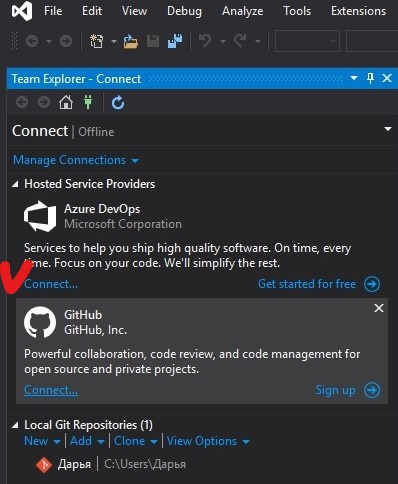 File Edit View Debug Analyze Tools Extensions
Team Explorer - Connect
Connect | Offline
Manage Connections
Hosted Service Providers
Azure DevOps
Microsoft Corporation
Services to help you ship high quality software. On time, every
time. Focus on your code. We'll simplify the rest.
Connect... Get started for free
GitHub
GitHub, Inc.
Powerful collaboration, code review, and code management for
open source and private projects.
Connect... Sign up
Local Git Repositories (1)
New | Add | Clone | View Options
Дарья | C:\Users\Дарья